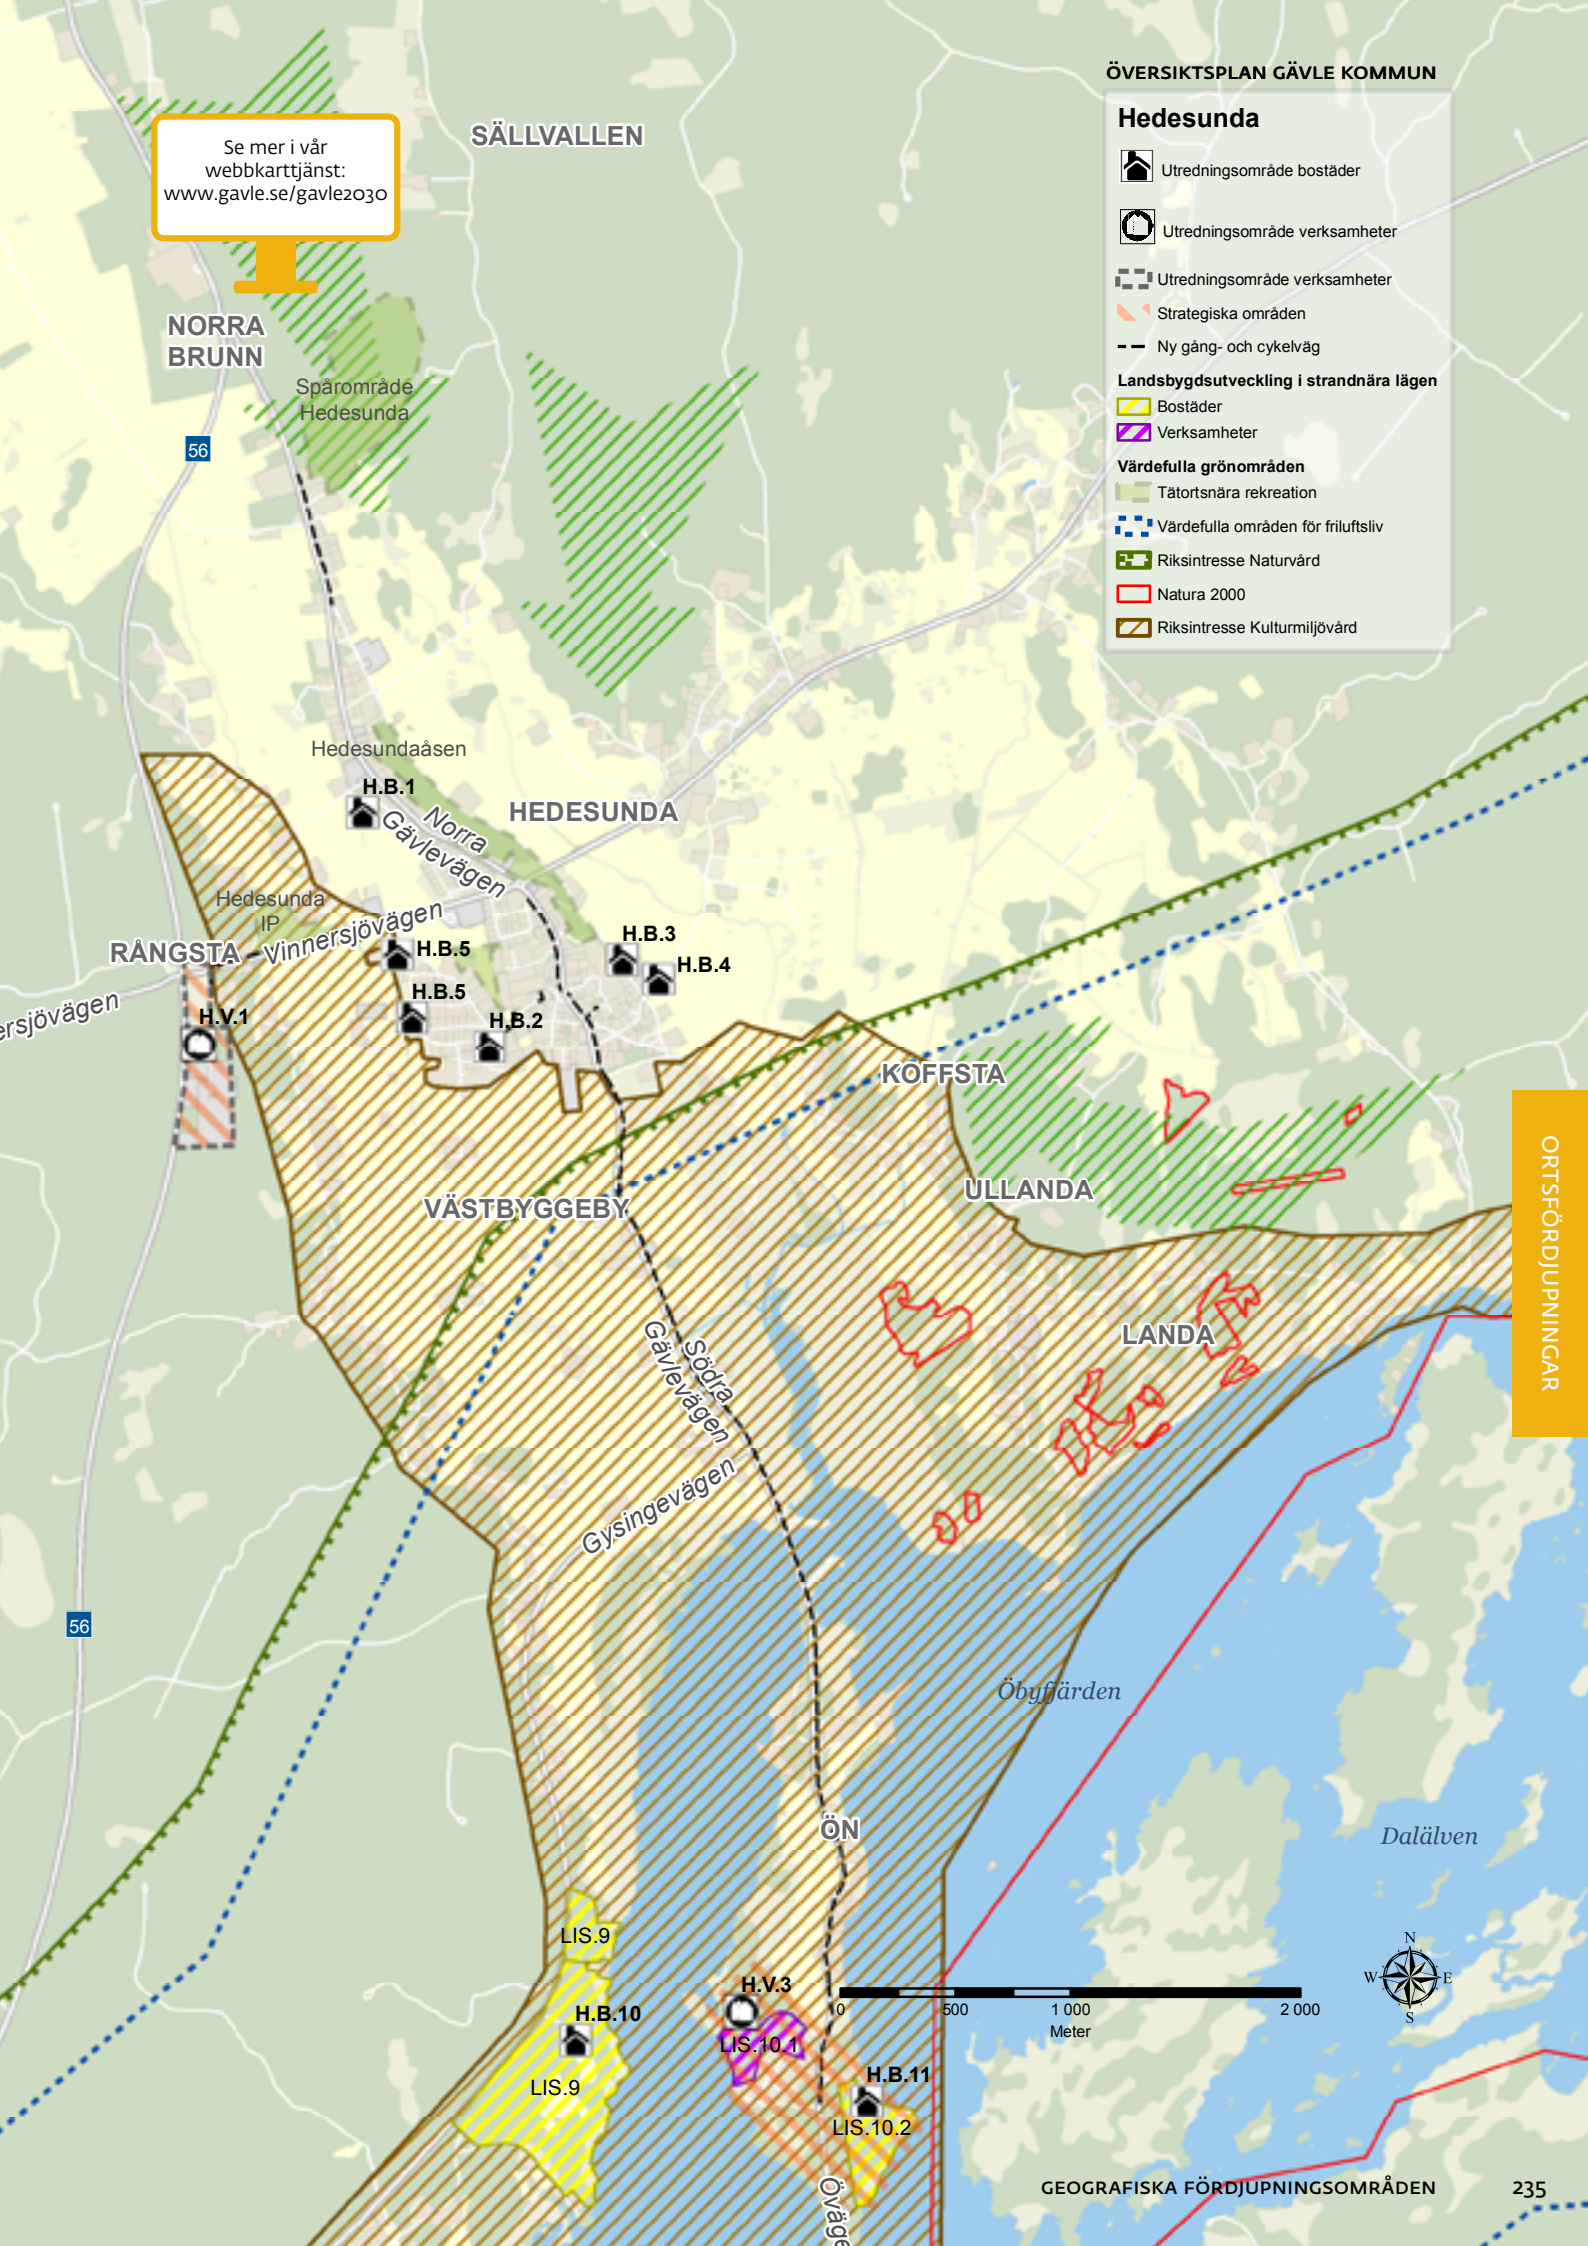 ÖVERSIKTSPLAN GÄVLE KOMMUN
Hedesunda
Utredningsområde bostäder
Utredningsområde verksamheter
Utredningsområde verksamheter
Strategiska områden
Ny gång- och cykelväg
Landsbygdsutveckling i strandnära lägen
Bostäder
Verksamheter
Värdefulla grönområden
Tätortsnära rekreation
Värdefulla områden för friluftsliv
Riksintresse Naturvård
Natura 2000
Riksintresse Kulturmiljövård
Se mer i vår
webbkarttjänst:
www.gavle.se/gavle2030
SÄLLVALLEN
NORRA
BRUNN
Spårområde
Hedesunda
56
Hedesundaåsen
H.B.1
Norra
Gävlevägen
HEDESUNDA
Hedesunda
IP
Vinnersjövägen
RÅNGSTA
H.B.5
H.B.3
H.B.4
H.B.5
H.B.2
ersjövägen
H.V.1
KOFFSTA
ULLANDA
VÄSTBYGGEBY
LANDA
Södra
Gävlevägen
Gysingevägen
56
ORTSFÖRDJUPNINGAR
Öbyfjärden
ÖN
Dalälven
LIS.9
H.V.3
H.B.10
LIS.10.1
LIS.9
H.B.11
LIS.10.2
Öväge
0 500 1 000 2 000
Meter
N
W E
S
GEOGRAFISKA FÖRDJUPNINGSOMRÅDEN 235